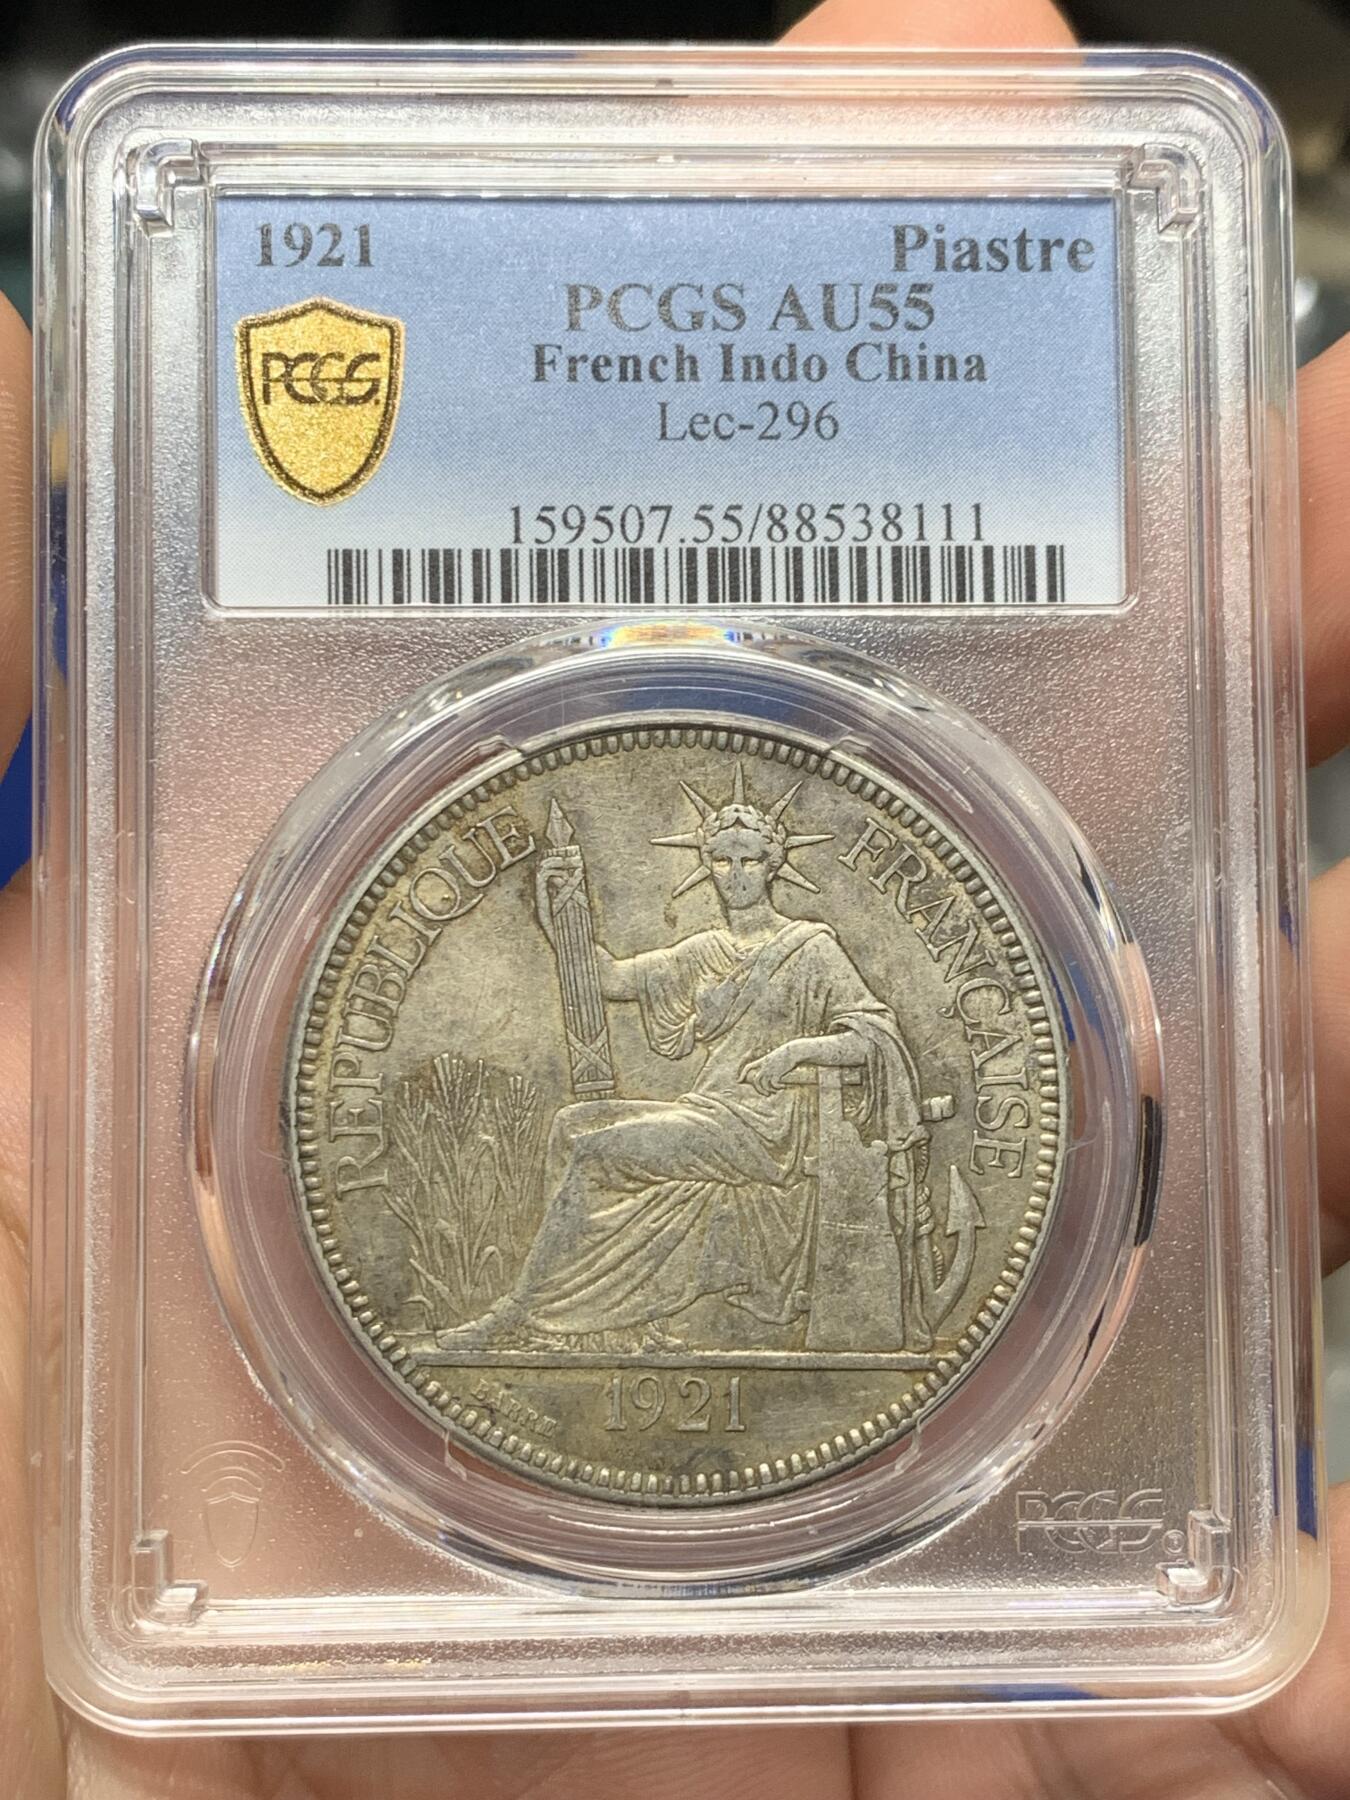 1921 Piastre
PCGS AU55
French Indo China
Lec-296
PCGS.
159507.55/88538111
REPUBLIQUE FRANÇAISE
BARRE
1921
PCGS